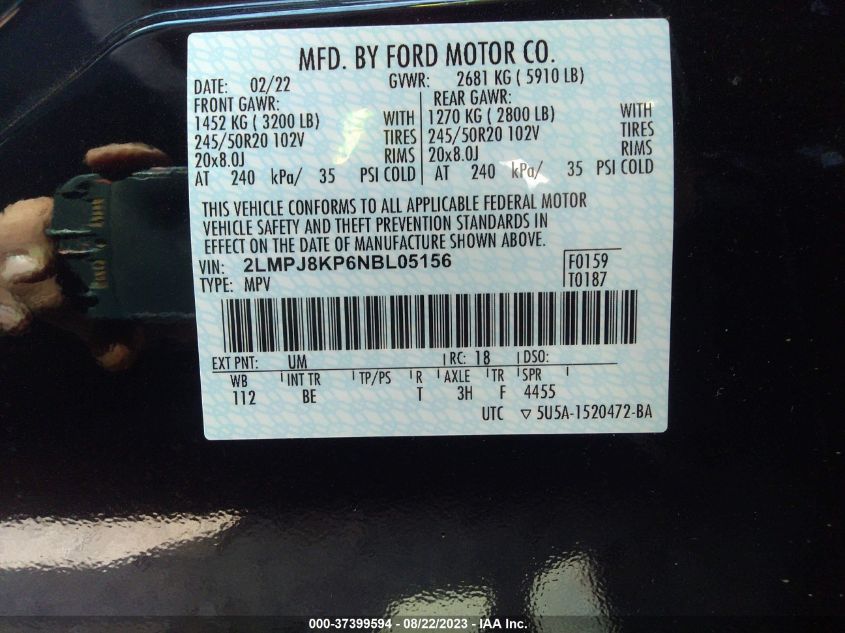 MFD. BY FORD MOTOR CO.
DATE: 02/22 GVWR: 2681 KG ( 5910 LB)
FRONT GAWR: REAR GAWR:
1452 KG ( 3200 LB) WITH 1270 KG ( 2800 LB) WITH
245/50R20 102V TIRES 245/50R20 102V TIRES
20x8.0J RIMS 20x8.0J RIMS
AT 240 kPa/ 35 PSI COLD AT 240 kPa/ 35 PSI COLD
THIS VEHICLE CONFORMS TO ALL APPLICABLE FEDERAL MOTOR
VEHICLE SAFETY AND THEFT PREVENTION STANDARDS IN
EFFECT ON THE DATE OF MANUFACTURE SHOWN ABOVE.
VIN: 2LMPJ8KP6NBL05156 F0159
TYPE: MPV T0187
EXT PNT: UM RC: 18 DSO:
WB INT TR TP/PS R AXLE TR SPR
112 BE T 3H F 4455
UTC ▽ 5U5A-1520472-BA
000-37399594 - 08/22/2023 - IAA Inc.